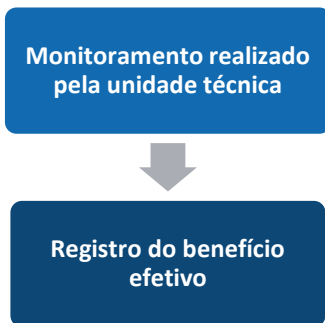 Monitoramento realizado
pela unidade técnica
Registro do benefício
efetivo